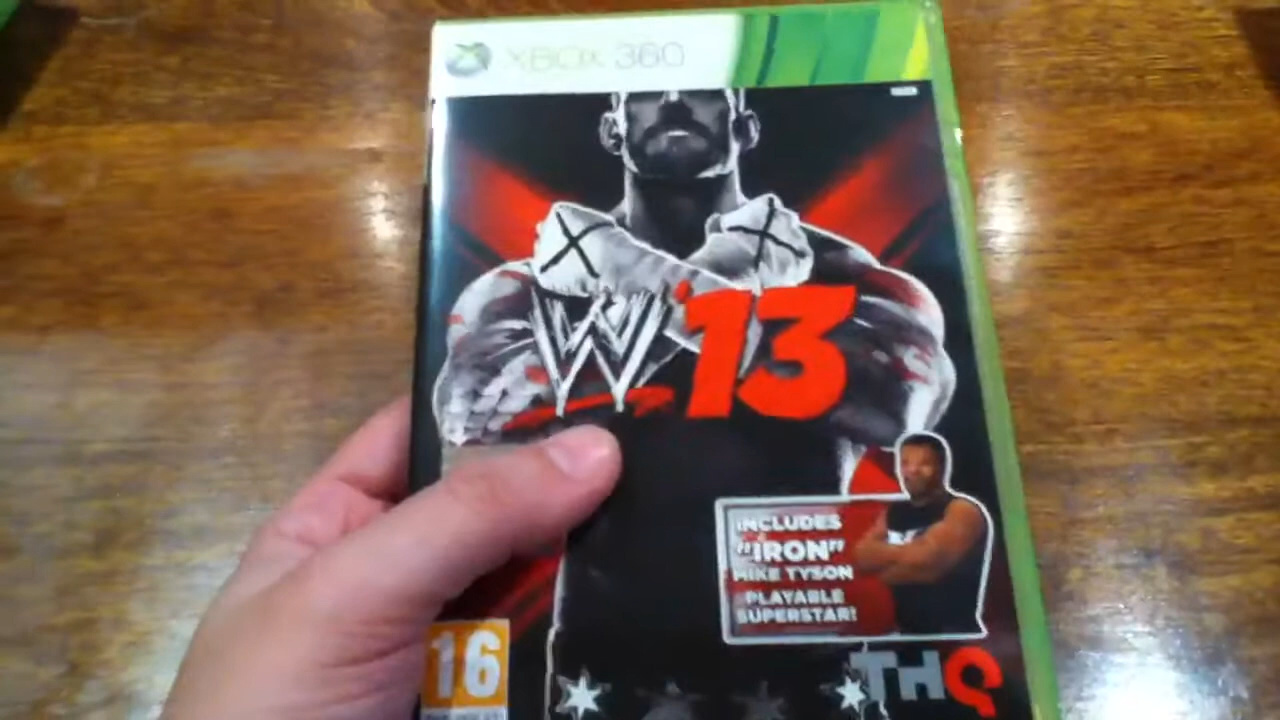 XBOX 360
W '13
INCLUDES
"IRON"
MIKE TYSON
PLAYABLE
SUPERSTAR!
16
THQ